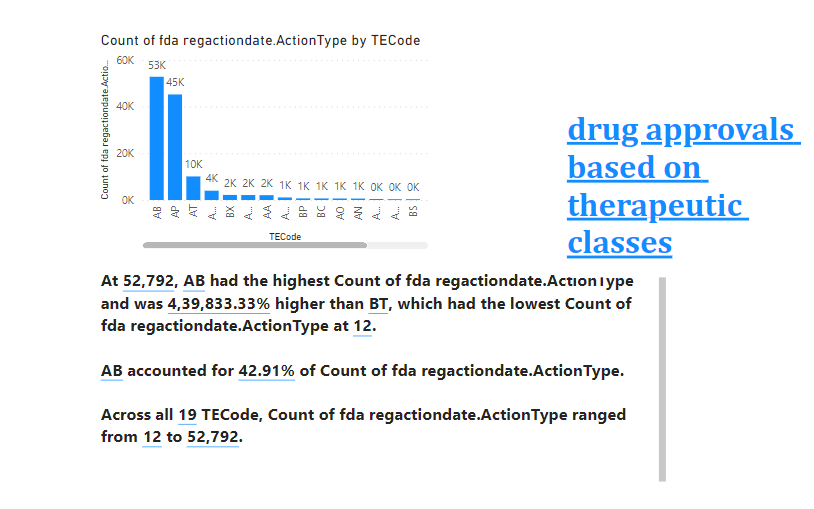 Count of fda regactiondate.ActionType by TECode
Count of fda regactiondate.Actio...
60K
40K
20K
0K
53K
45K
10K
4K
2K
2K
2K
1K
1K
1K
1K
1K
0K
0K
0K
AB
AP
AT
A...
BX
A...
AA
A...
BP
BC
AO
AN
A...
A...
BS
TECode
drug approvals
based on
therapeutic
classes
At 52,792, AB had the highest Count of fda regactiondate.ActionType
and was 4,39,833.33% higher than BT, which had the lowest Count of
fda regactiondate.ActionType at 12.
AB accounted for 42.91% of Count of fda regactiondate.ActionType.
Across all 19 TECode, Count of fda regactiondate.ActionType ranged
from 12 to 52,792.